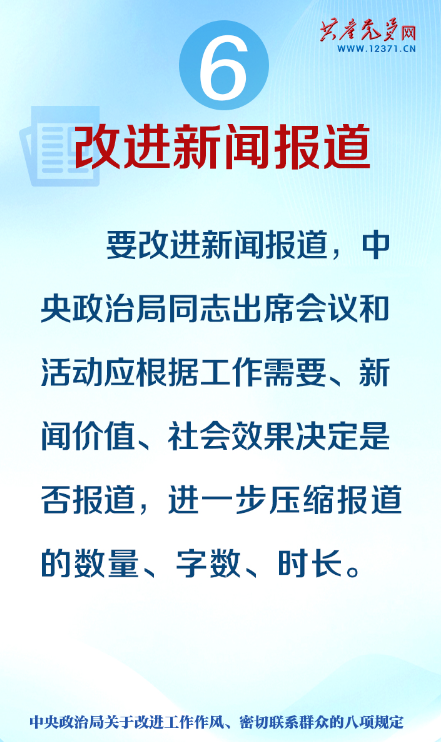 共产党员网
WWW.12371.CN
6
改进新闻报道
要改进新闻报道，中
央政治局同志出席会议和
活动应根据工作需要、新
闻价值、社会效果决定是
否报道，进一步压缩报道
的数量、字数、时长。
中央政治局关于改进工作作风、密切联系群众的八项规定